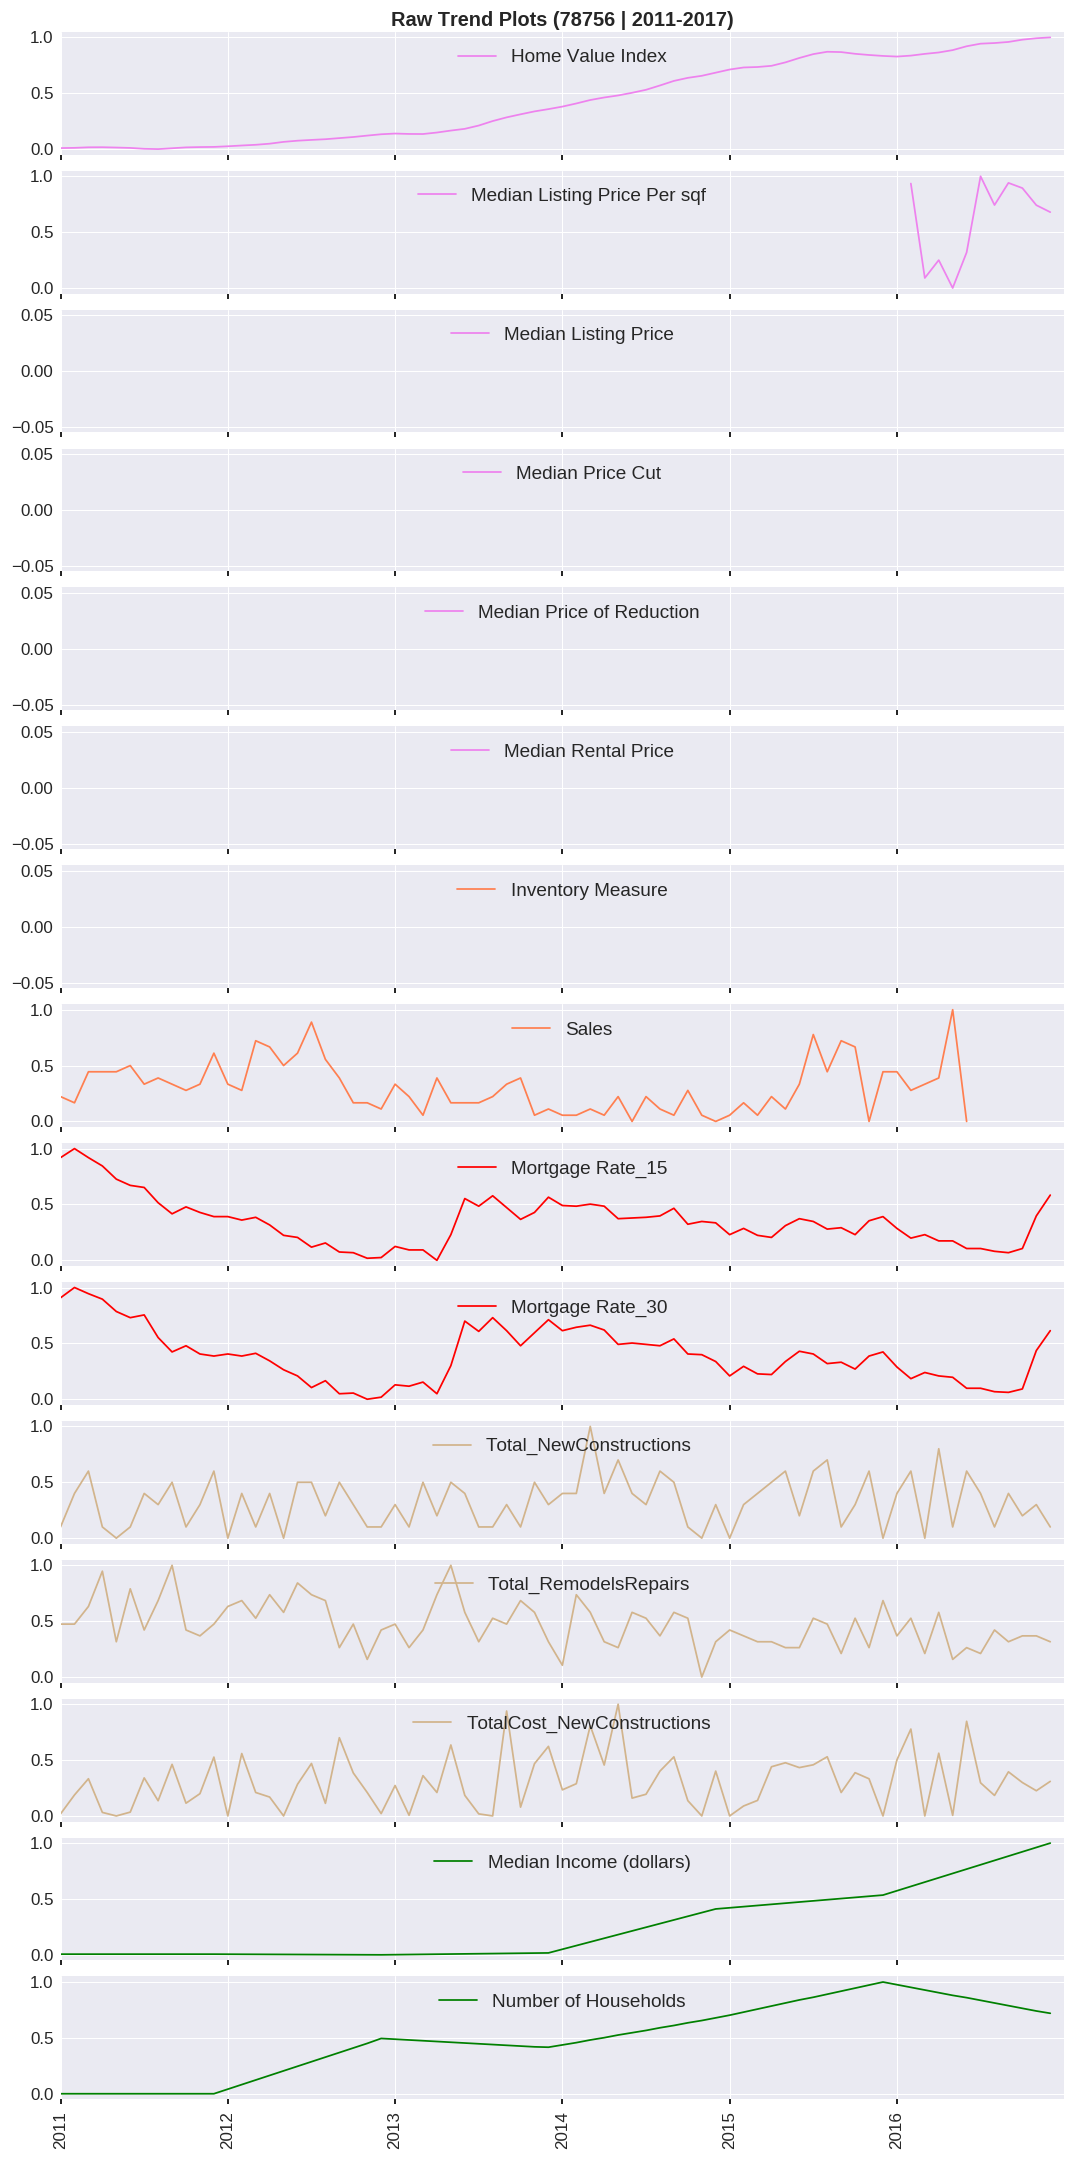 Raw Trend Plots (78756 | 2011-2017)
1.0
Home Value Index
0.5
0.0
1.0
Median Listing Price Per sqf
0.5
0.0
0.05
Median Listing Price
0.00
−0.05
0.05
Median Price Cut
0.00
−0.05
0.05
Median Price of Reduction
0.00
−0.05
0.05
Median Rental Price
0.00
−0.05
0.05
Inventory Measure
0.00
−0.05
1.0
Sales
0.5
0.0
1.0
Mortgage Rate_15
0.5
0.0
1.0
Mortgage Rate_30
0.5
0.0
1.0
Total_NewConstructions
0.5
0.0
1.0
Total_RemodelsRepairs
0.5
0.0
1.0
TotalCost_NewConstructions
0.5
0.0
1.0
Median Income (dollars)
0.5
0.0
1.0
Number of Households
0.5
0.0
2011 2012 2013 2014 2015 2016